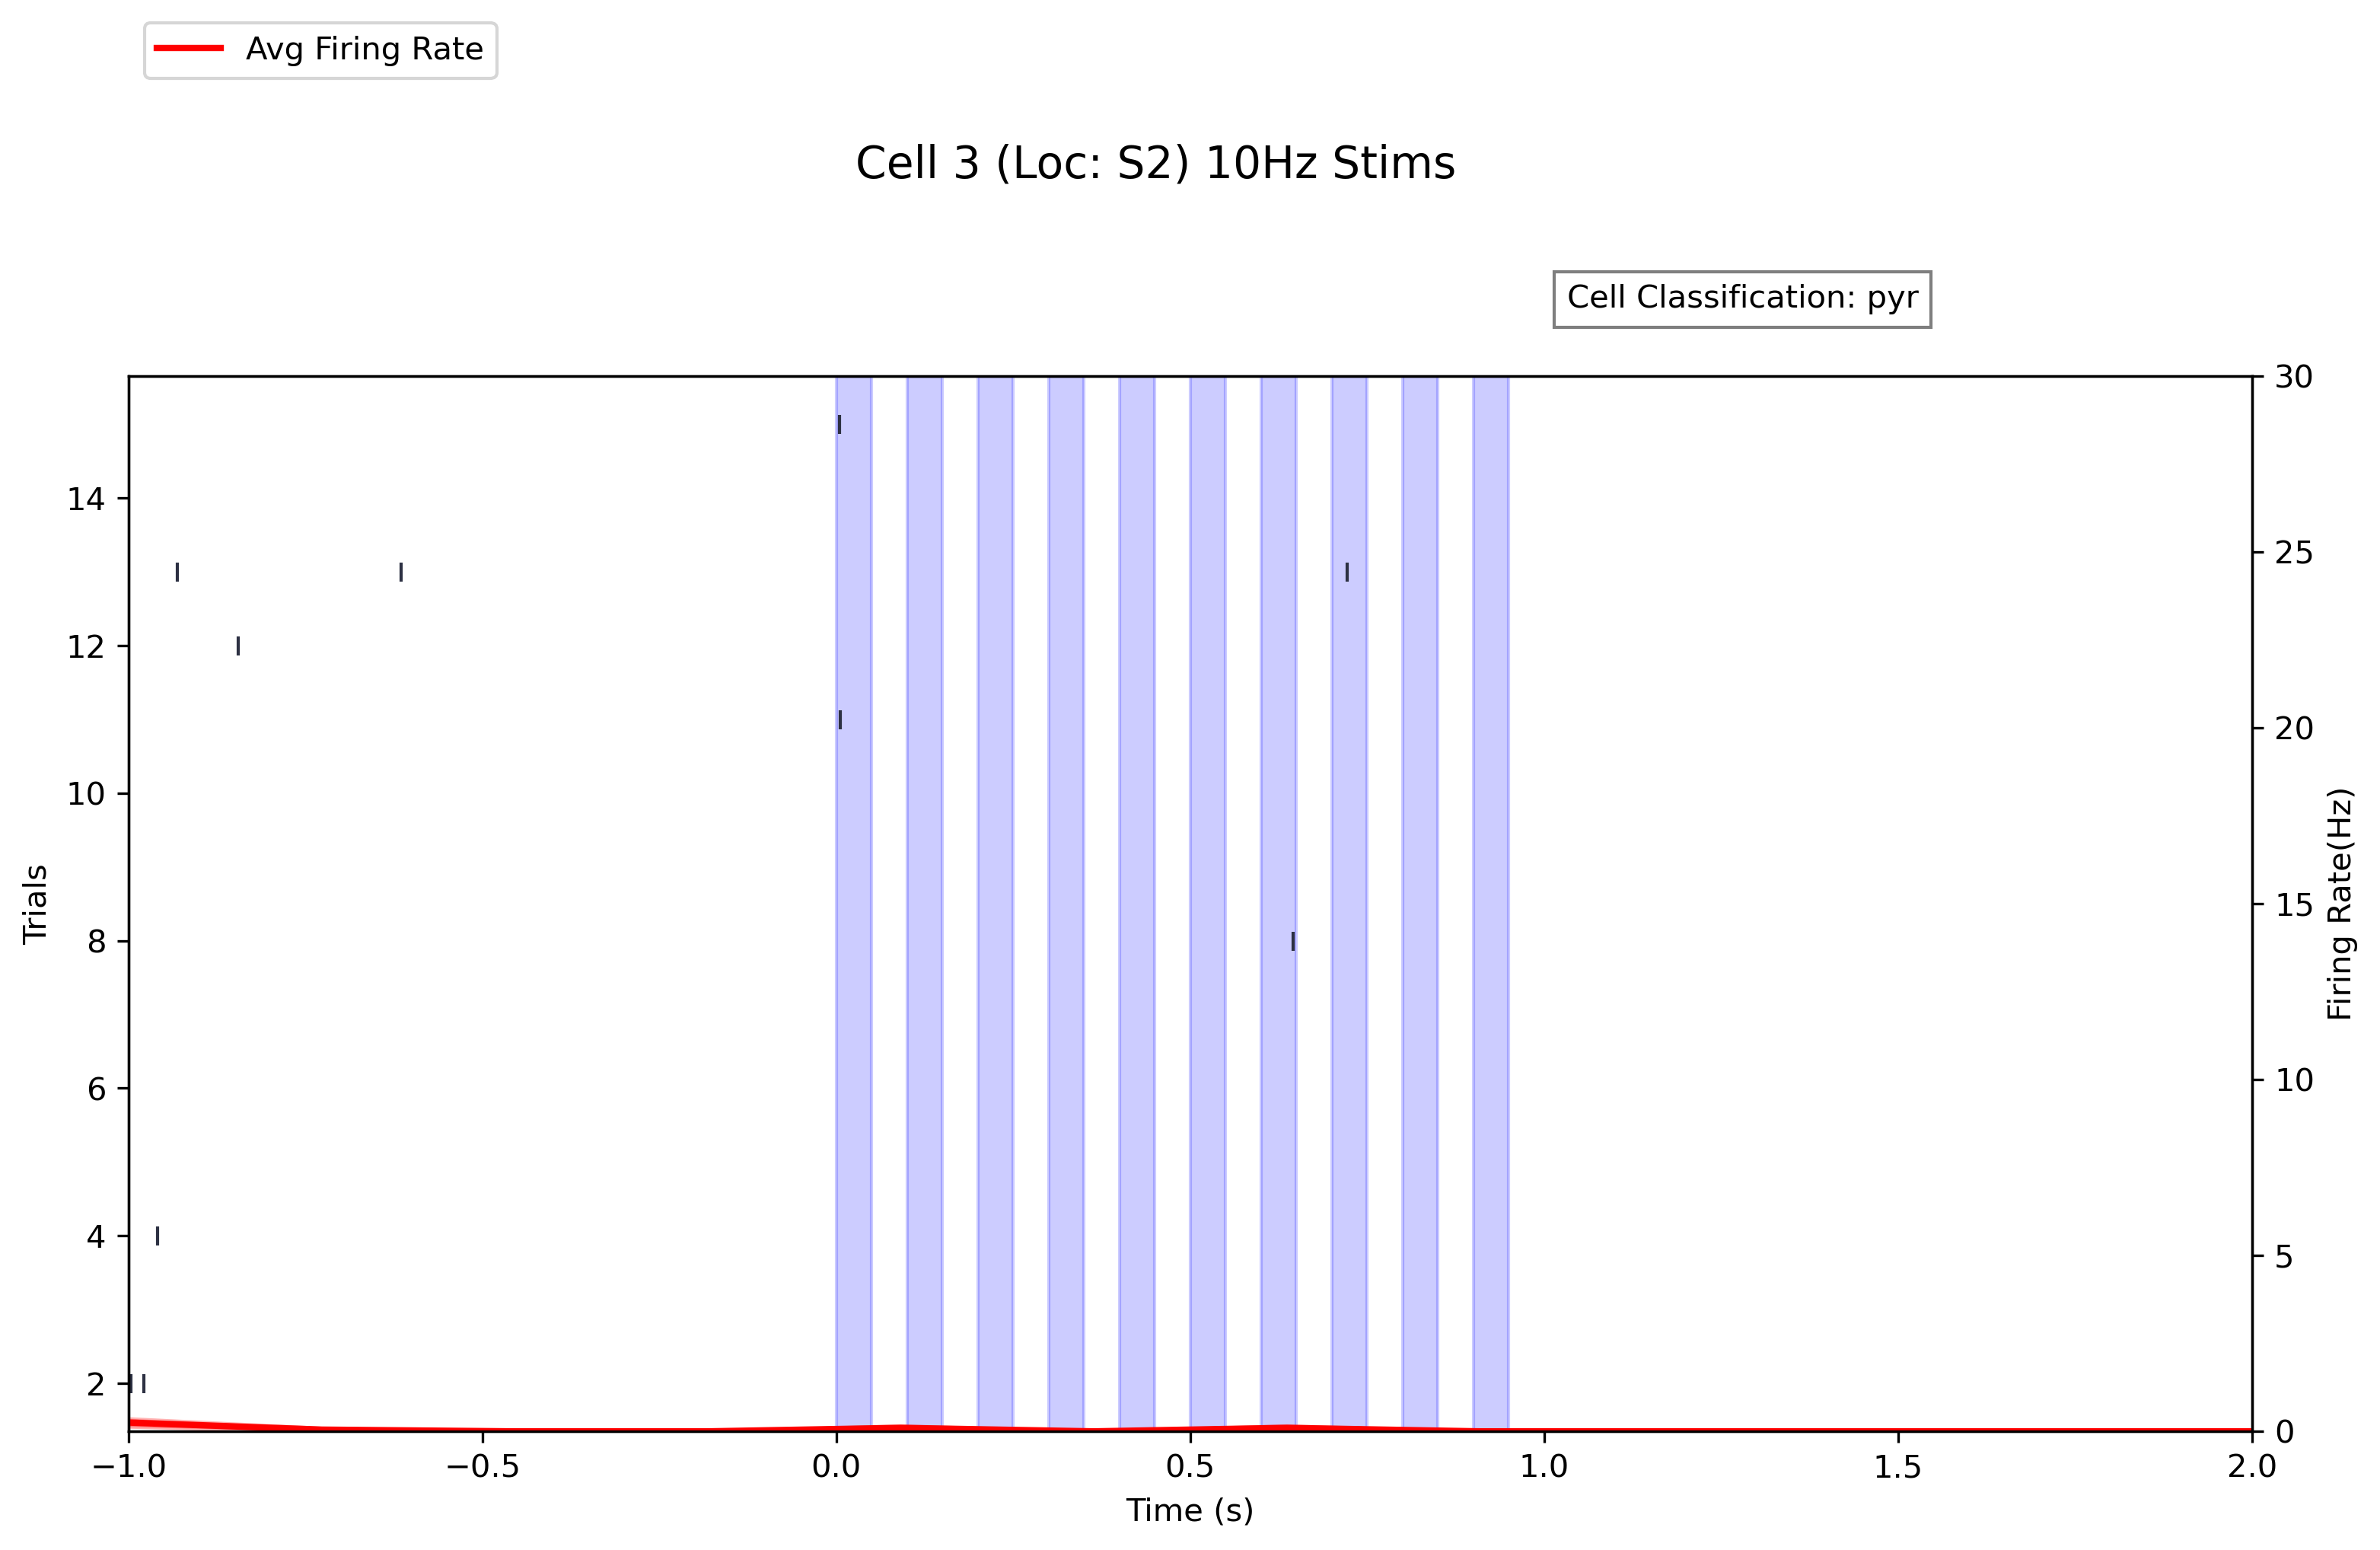 Avg Firing Rate
Cell 3 (Loc: S2) 10Hz Stims
Cell Classification: pyr
30
14
25
12
20
10
Trials
Firing Rate(Hz)
15
8
6
10
4
5
2
0
−1.0 −0.5 0.0 0.5 1.0 1.5 2.0
Time (s)